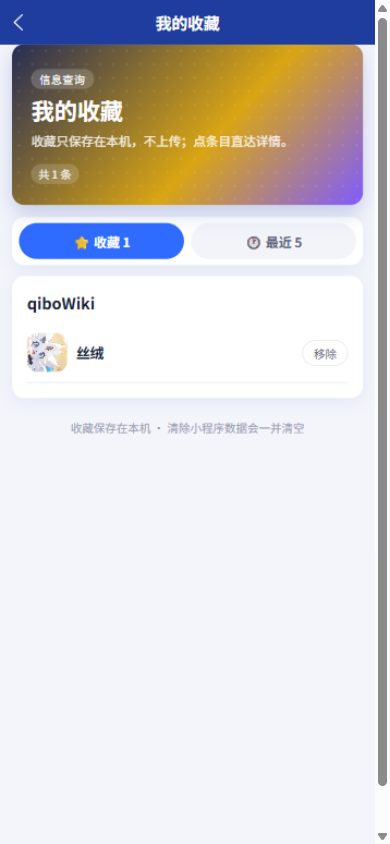 我的收藏
信息查询
我的收藏
收藏只保存在本机，不上传；点条目直达详情。
共 1 条
收藏 1
最近 5
qiboWiki
丝绒
移除
收藏保存在本机 · 清除小程序数据会一并清空